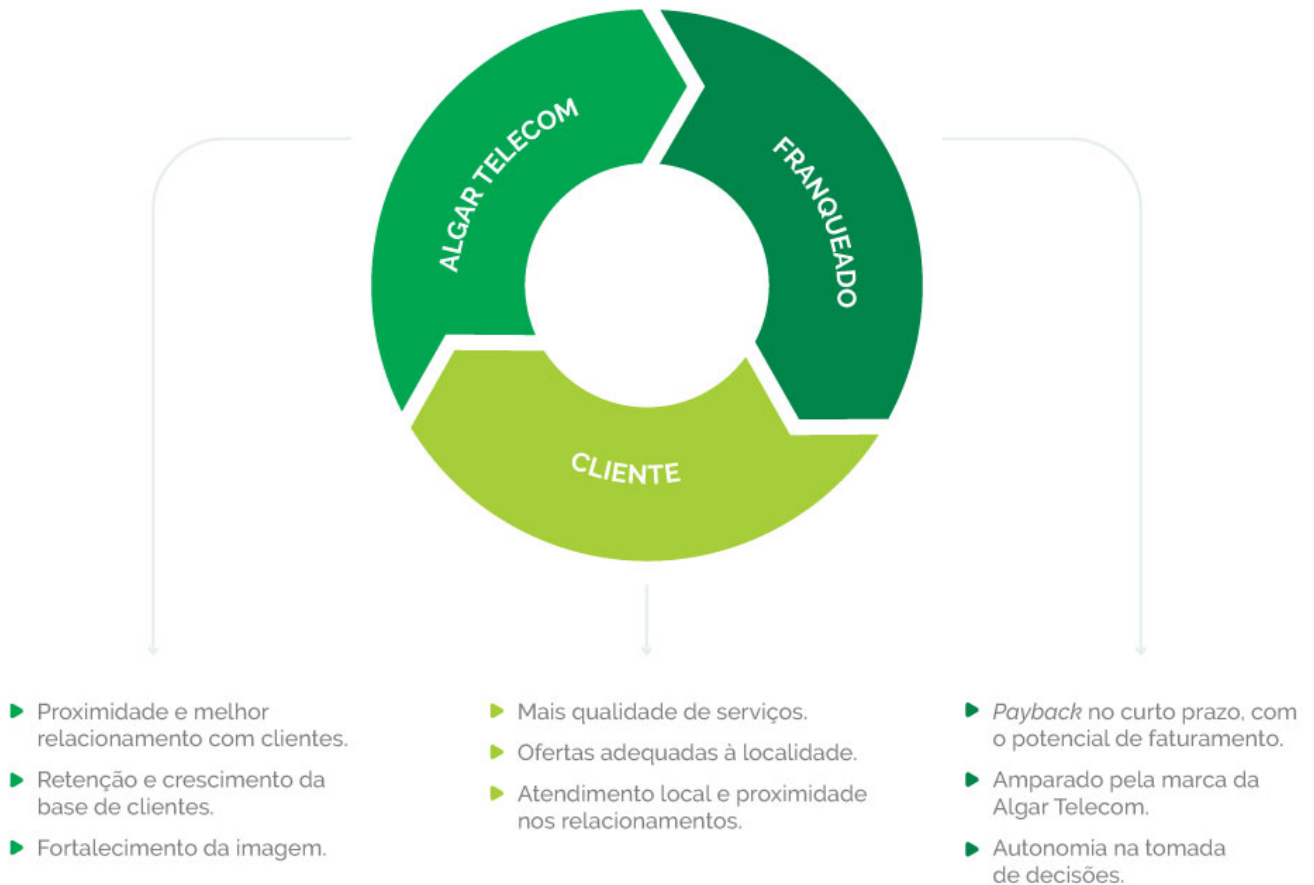 ALGAR TELECOM
FRANQUEADO
CLIENTE
Proximidade e melhor
relacionamento com clientes.
Retenção e crescimento da
base de clientes.
Fortalecimento da imagem.
Mais qualidade de serviços.
Ofertas adequadas à localidade.
Atendimento local e proximidade
nos relacionamentos.
Payback no curto prazo, com
o potencial de faturamento.
Amparado pela marca da
Algar Telecom.
Autonomia na tomada
de decisões.